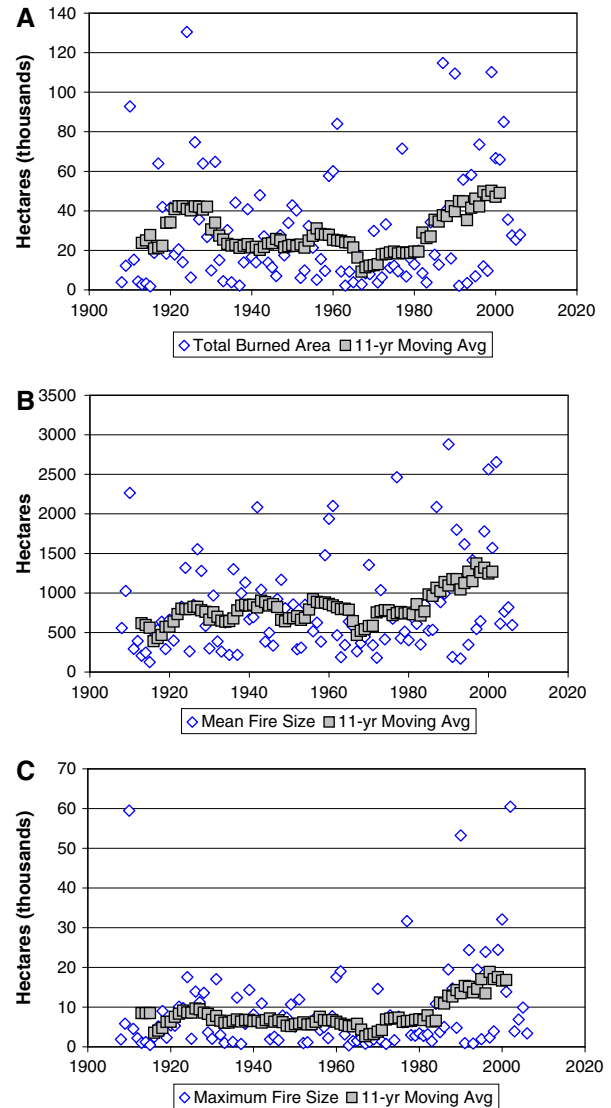 A
Hectares (thousands)
140
120
100
80
60
40
20
0
1900 1920 1940 1960 1980 2000 2020
Total Burned Area 11-yr Moving Avg
B
Hectares
3500
3000
2500
2000
1500
1000
500
0
1900 1920 1940 1960 1980 2000 2020
Mean Fire Size 11-yr Moving Avg
C
Hectares (thousands)
70
60
50
40
30
20
10
0
1900 1920 1940 1960 1980 2000 2020
Maximum Fire Size 11-yr Moving Avg